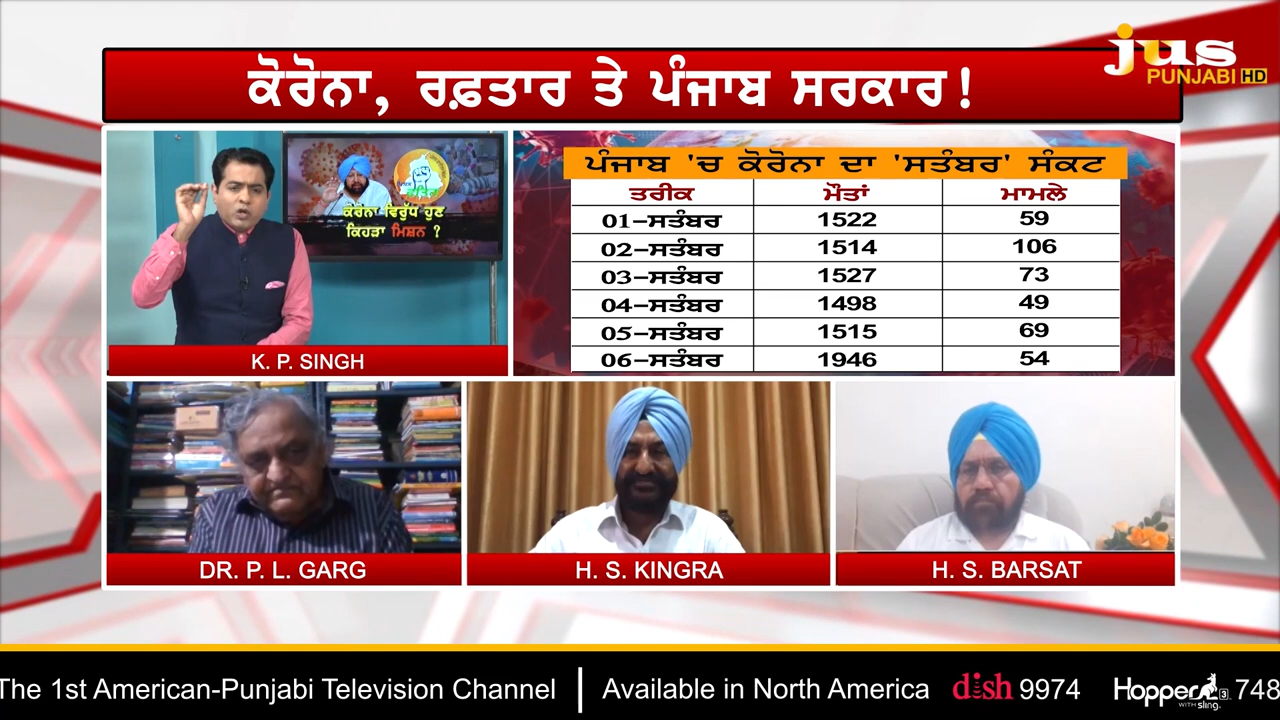 jus
PUNJABI HD
ਕੋਰੋਨਾ, ਰਫ਼ਤਾਰ ਤੇ ਪੰਜਾਬ ਸਰਕਾਰ!
ਕੋਰੋਨਾ ਵਿਰੁੱਧ ਹੁਣ
ਕਿਹੜਾ ਮਿਸ਼ਨ ?
K. P. SINGH
ਪੰਜਾਬ 'ਚ ਕੋਰੋਨਾ ਦਾ 'ਸਤੰਬਰ' ਸੰਕਟ
ਤਰੀਕ ਮੌਤਾਂ ਮਾਮਲੇ
01-ਸਤੰਬਰ 1522 59
02-ਸਤੰਬਰ 1514 106
03-ਸਤੰਬਰ 1527 73
04-ਸਤੰਬਰ 1498 49
05-ਸਤੰਬਰ 1515 69
06-ਸਤੰਬਰ 1946 54
DR. P. L. GARG
H. S. KINGRA
H. S. BARSAT
The 1st American-Punjabi Television Channel | Available in North America dish 9974 Hopper 3 WITH sling. 748